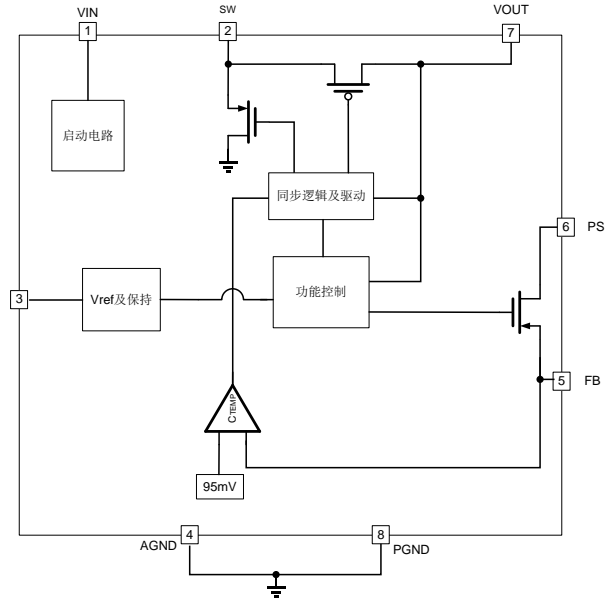 VIN
SW
VOUT
1
2
7
启动电路
同步逻辑及驱动
6
PS
3
Vref及保持
功能控制
5
FB
CTEMP
95mV
AGND
4
8
PGND